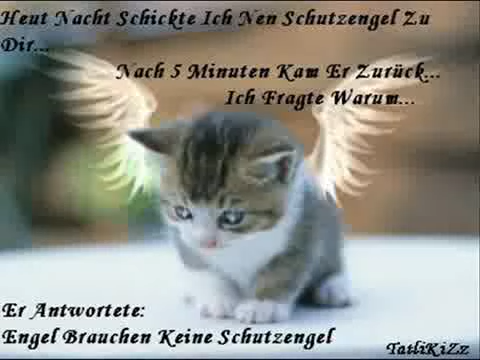 Heut Nacht Schickte Ich Nen Schutzengel Zu
Dir...
Nach 5 Minuten Kam Er Zurück...
Ich Fragte Warum...
Er Antwortete:
Engel Brauchen Keine Schutzengel
TatliKiZz